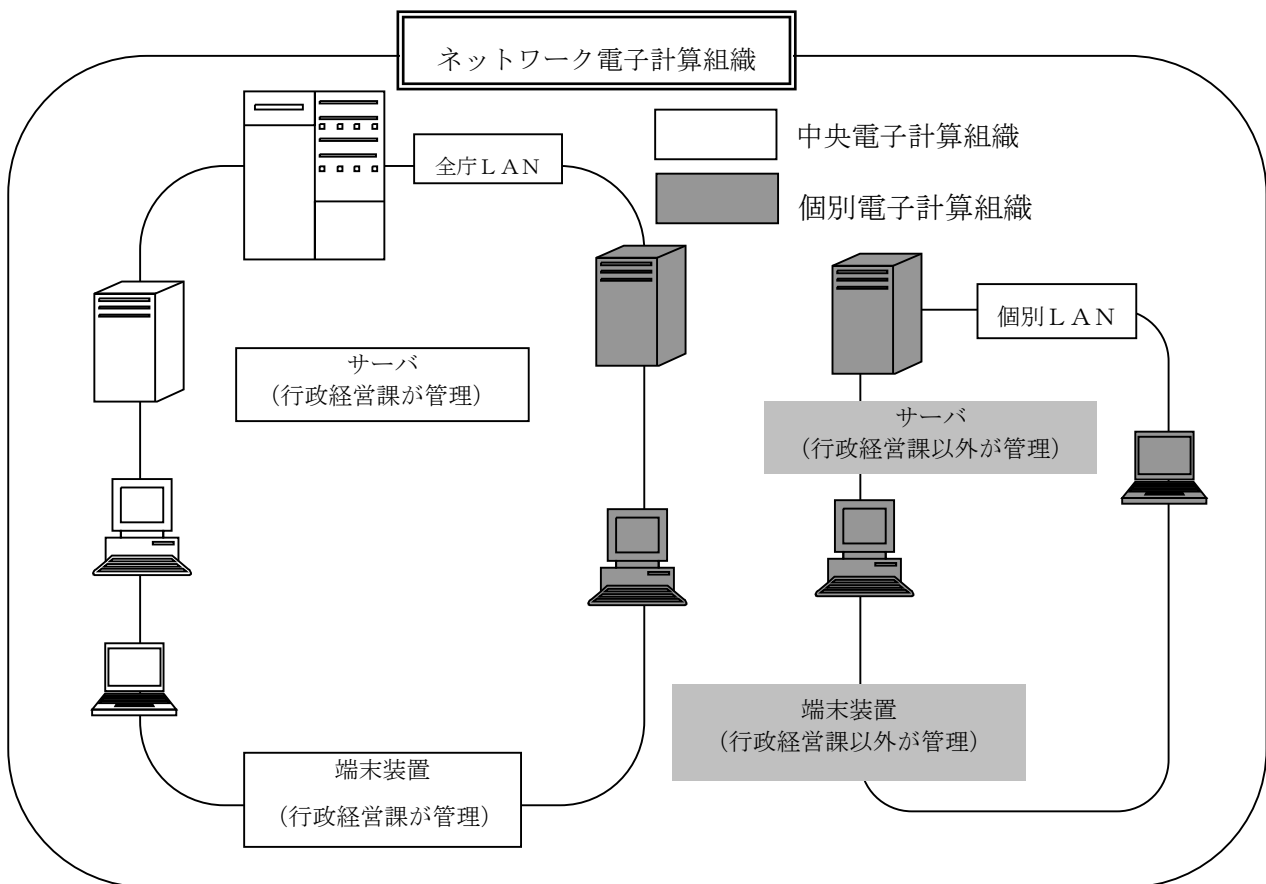 ネットワーク電子計算組織
中央電子計算組織
全庁ＬＡＮ
個別電子計算組織
個別ＬＡＮ
サーバ
（行政経営課が管理）
サーバ
（行政経営課以外が管理）
端末装置
（行政経営課以外が管理）
端末装置
（行政経営課が管理）